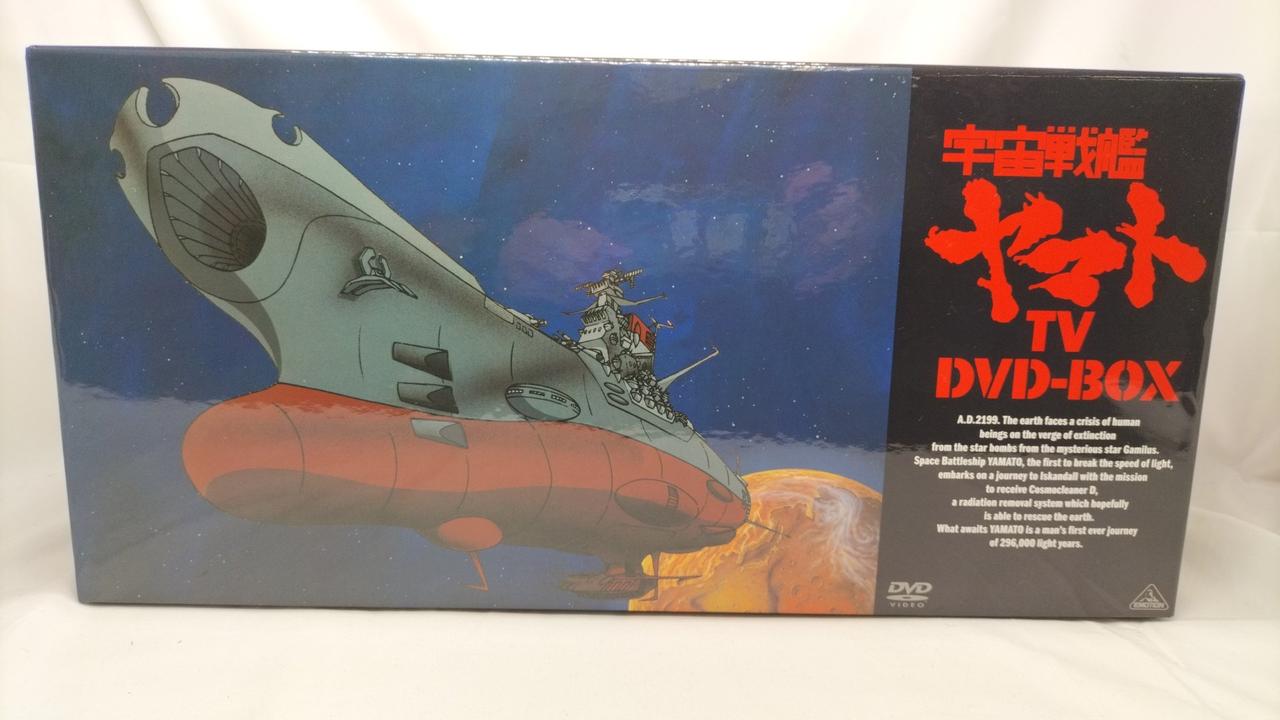 宇宙戦艦
ヤマト
TV
DVD-BOX
A.D.2199. The earth faces a crisis of human
beings on the verge of extinction
from the star bombs from the mysterious star Gamilus.
Space Battleship YAMATO, the first to break the speed of light,
embarks on a journey to Iskandall with the mission
to receive Cosmocleaner D,
a radiation removal system which hopefully
is able to rescue the earth.
What awaits YAMATO is a man's first ever journey
of 296,000 light years.
DVD
VIDEO
EMOTION